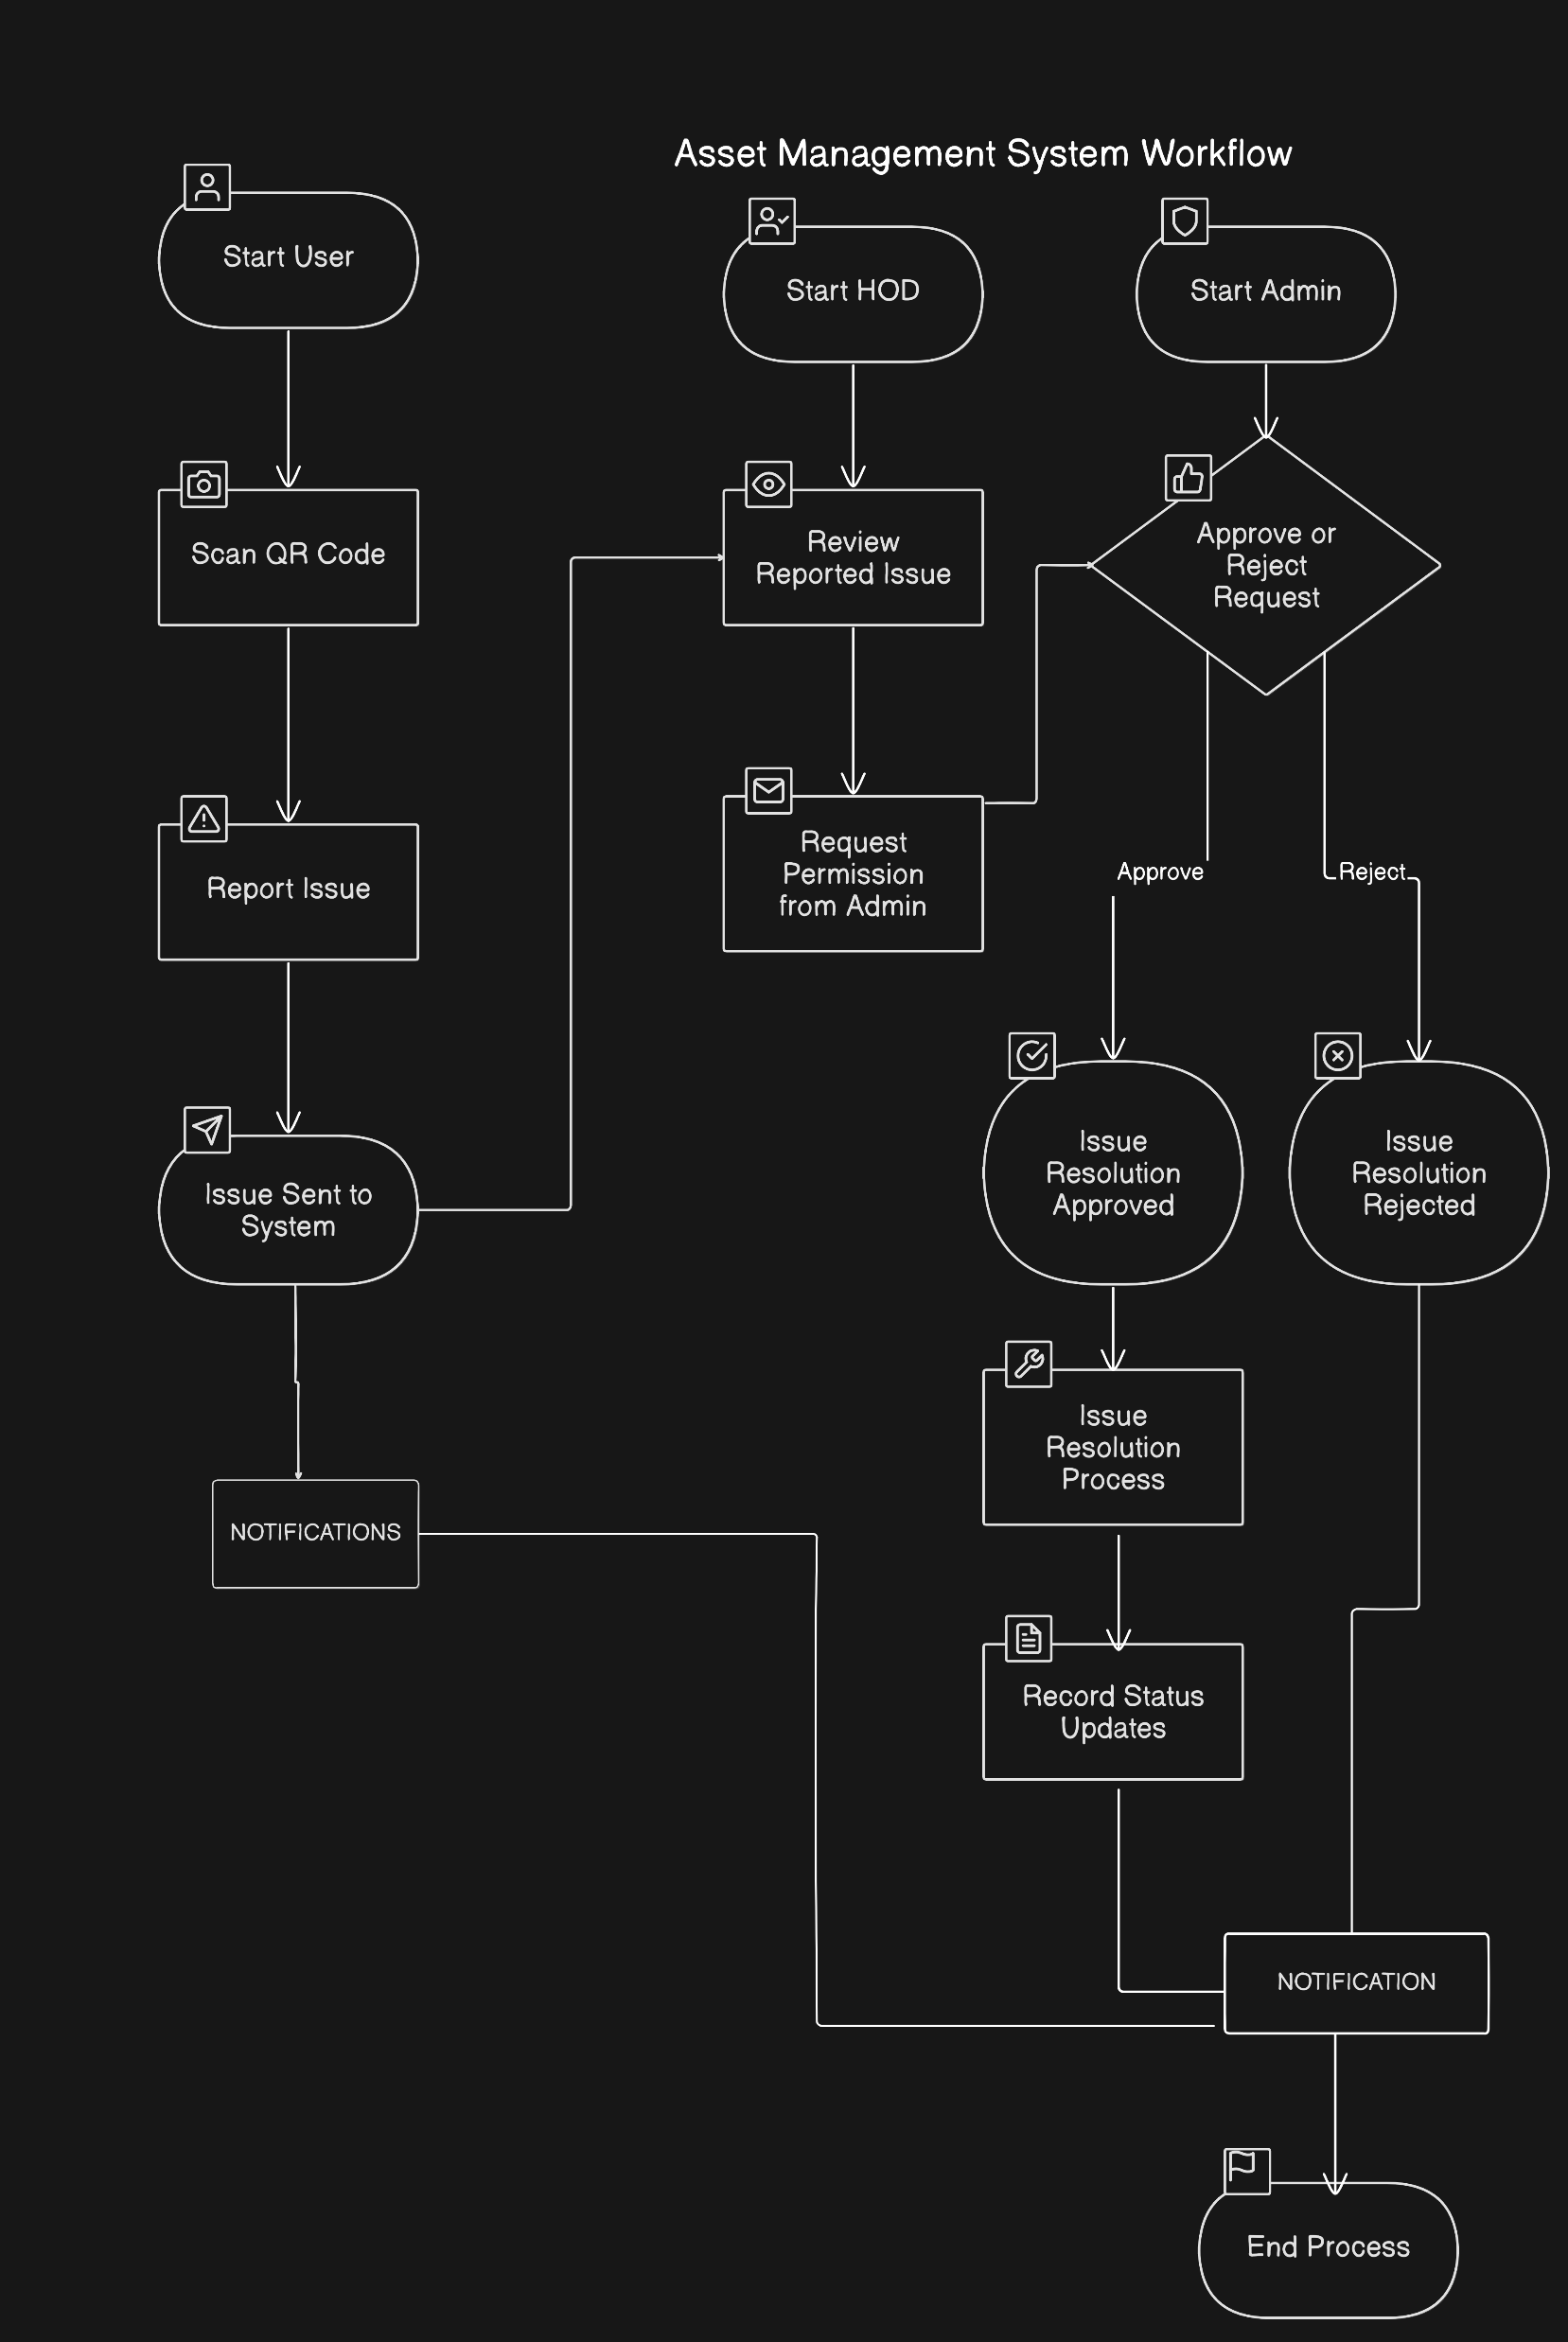 Asset Management System Workflow
Start User
Start HOD
Start Admin
Scan QR Code
Review
Reported Issue
Approve or
Reject
Request
Report Issue
Request
Permission
from Admin
Approve
Reject
Issue Sent to
System
Issue
Resolution
Approved
Issue
Resolution
Rejected
Issue
Resolution
Process
NOTIFICATIONS
Record Status
Updates
NOTIFICATION
End Process